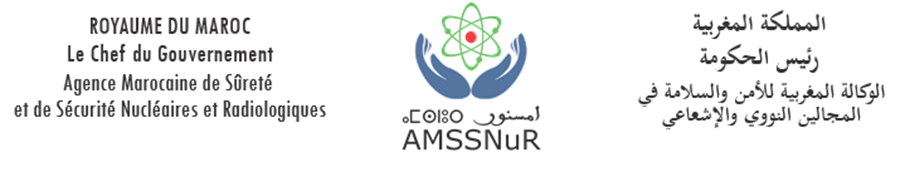 ROYAUME DU MAROC
Le Chef du Gouvernement
Agence Marocaine de Sûreté
et de Sécurité Nucléaires et Radiologiques
ⴰⵎⵙⵏⵓⵔ امسنور
AMSSNuR
المملكة المغربية
رئيس الحكومة
الوكالة المغربية للأمن والسلامة في
المجالين النووي والإشعاعي